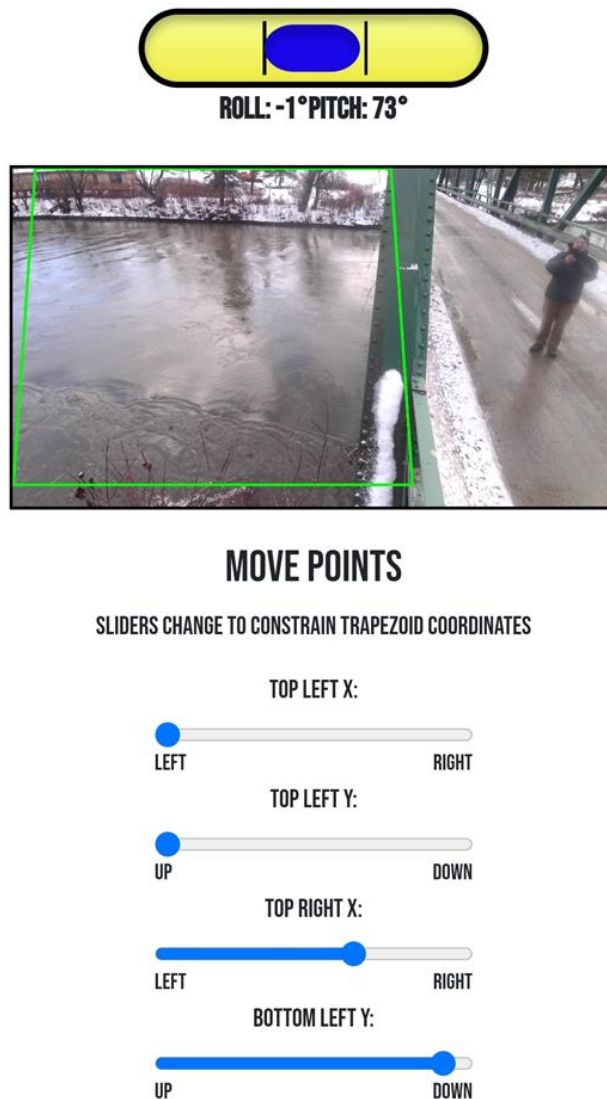 ROLL: -1°PITCH: 73°
MOVE POINTS
SLIDERS CHANGE TO CONSTRAIN TRAPEZOID COORDINATES
TOP LEFT X:
LEFT RIGHT
TOP LEFT Y:
UP DOWN
TOP RIGHT X:
LEFT RIGHT
BOTTOM LEFT Y:
UP DOWN